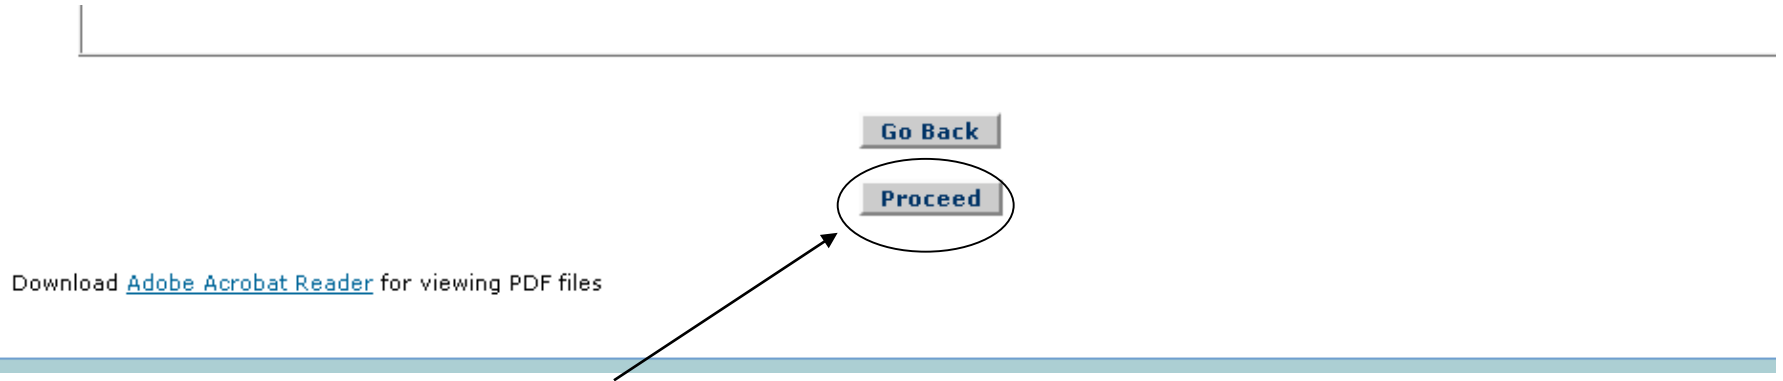 Go Back
Proceed
Download Adobe Acrobat Reader for viewing PDF files